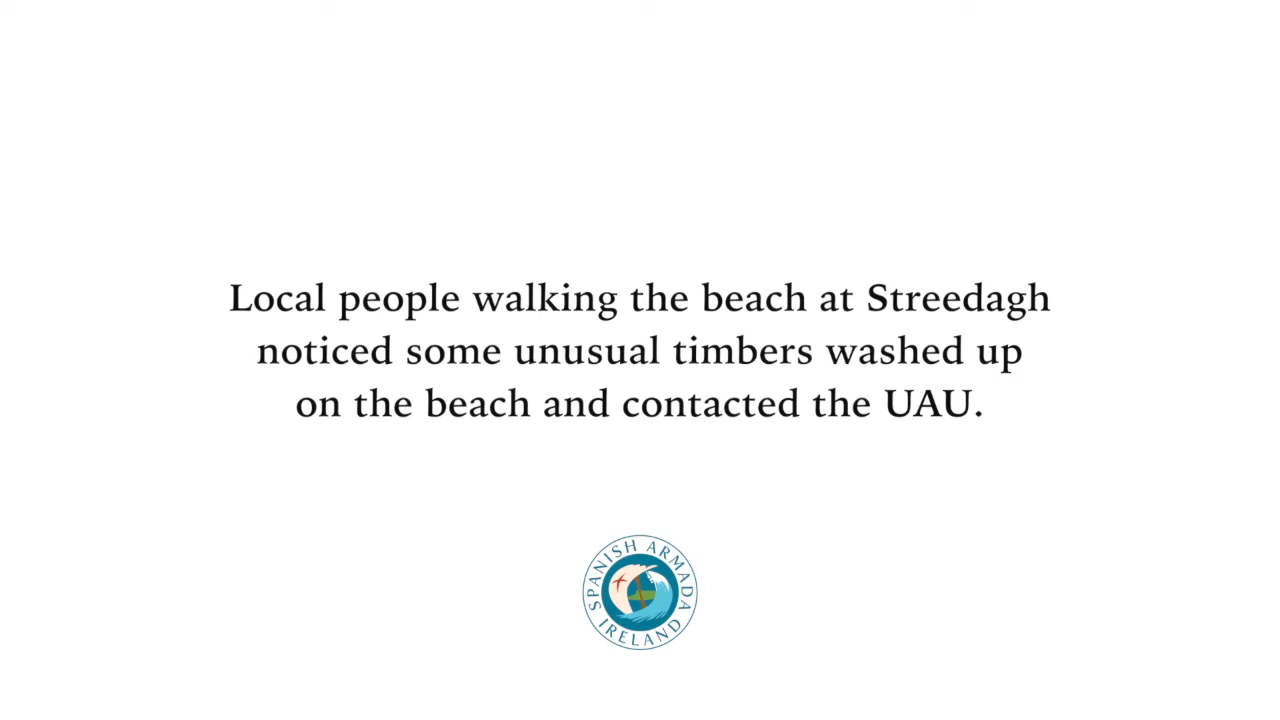 Local people walking the beach at Streedagh
noticed some unusual timbers washed up
on the beach and contacted the UAU.
SPANISH ARMADA
IRELAND